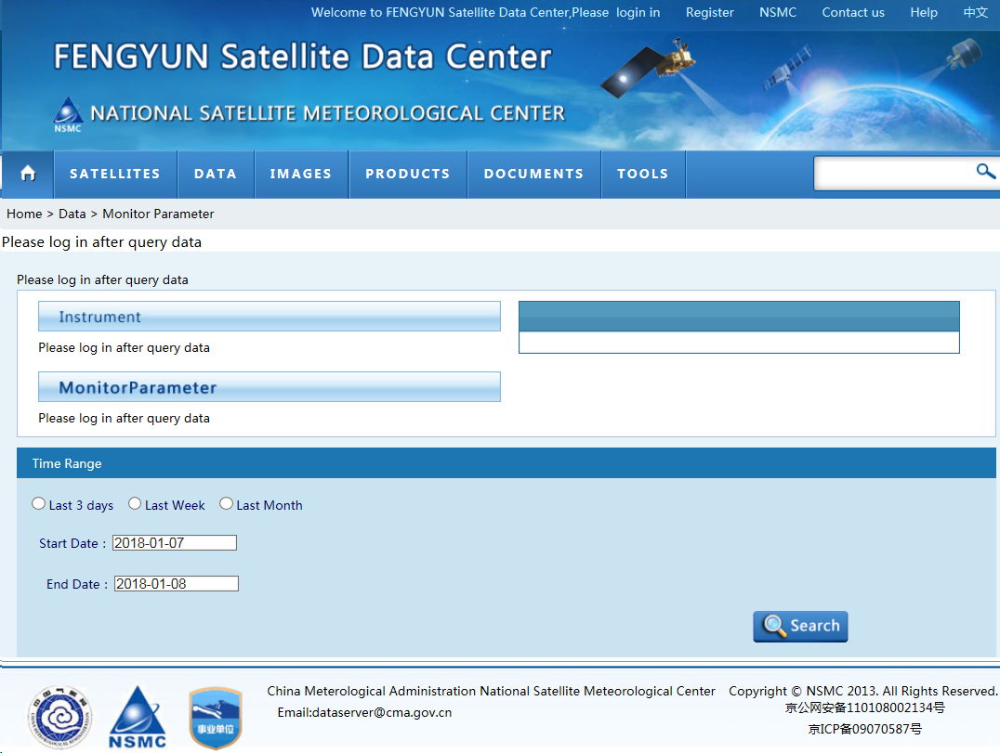 Welcome to FENGYUN Satellite Data Center,Please login in Register NSMC Contact us Help 中文
FENGYUN Satellite Data Center
NSMC
NATIONAL SATELLITE METEOROLOGICAL CENTER
SATELLITES DATA IMAGES PRODUCTS DOCUMENTS TOOLS
Home > Data > Monitor Parameter
Please log in after query data
Please log in after query data
Instrument
Please log in after query data
MonitorParameter
Please log in after query data
Time Range
Last 3 days Last Week Last Month
Start Date : 2018-01-07
End Date : 2018-01-08
Search
中国气象局
NSMC
事业单位
China Meterological Administration National Satellite Meteorological Center Copyright © NSMC 2013. All Rights Reserved.
Email:dataserver@cma.gov.cn
京公网安备110108002134号
京ICP备09070587号